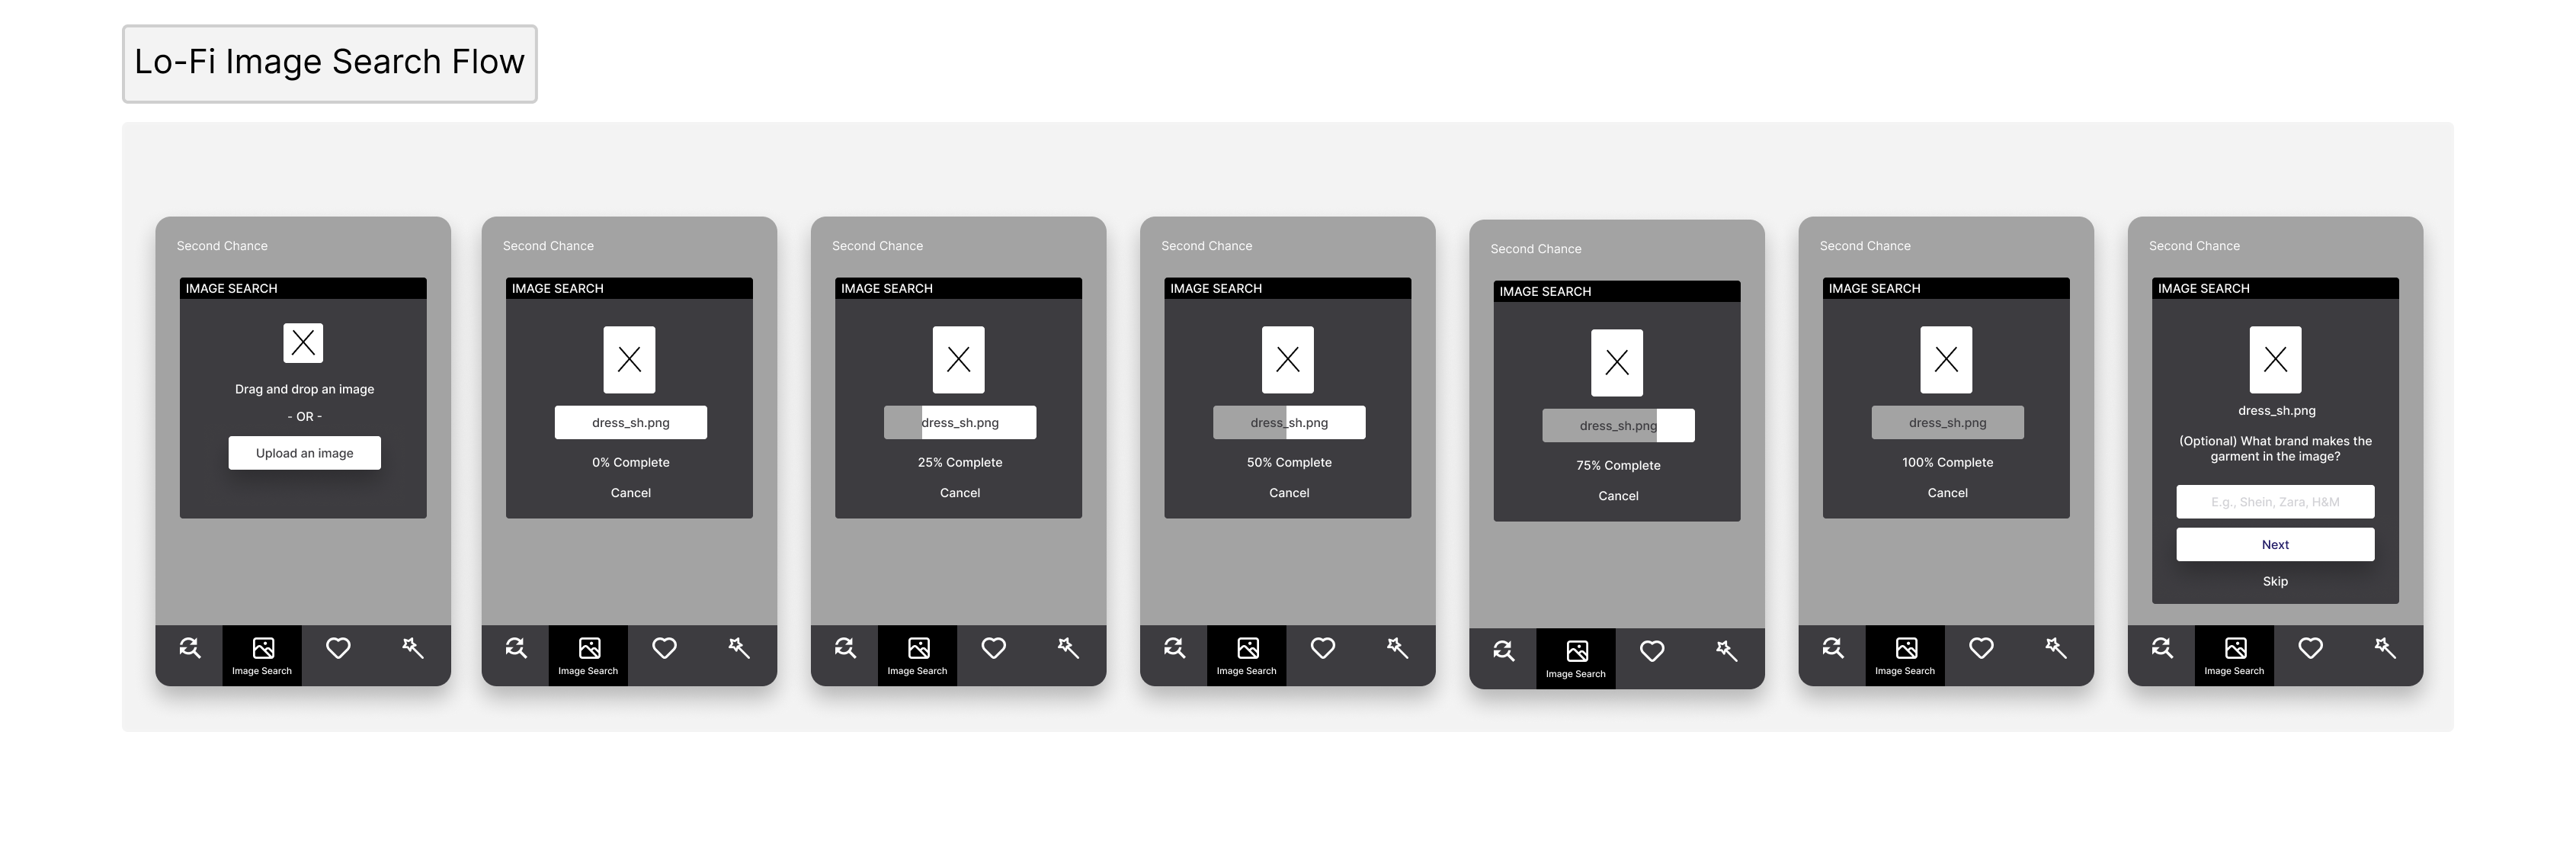 Lo-Fi Image Search Flow
Second Chance
IMAGE SEARCH
Drag and drop an image
- OR -
Upload an image
Image Search
Second Chance
IMAGE SEARCH
dress_sh.png
0% Complete
Cancel
Image Search
Second Chance
IMAGE SEARCH
dress_sh.png
25% Complete
Cancel
Image Search
Second Chance
IMAGE SEARCH
dress_sh.png
50% Complete
Cancel
Image Search
Second Chance
IMAGE SEARCH
dress_sh.png
75% Complete
Cancel
Image Search
Second Chance
IMAGE SEARCH
dress_sh.png
100% Complete
Cancel
Image Search
Second Chance
IMAGE SEARCH
dress_sh.png
(Optional) What brand makes the
garment in the image?
E.g., Shein, Zara, H&M
Next
Skip
Image Search